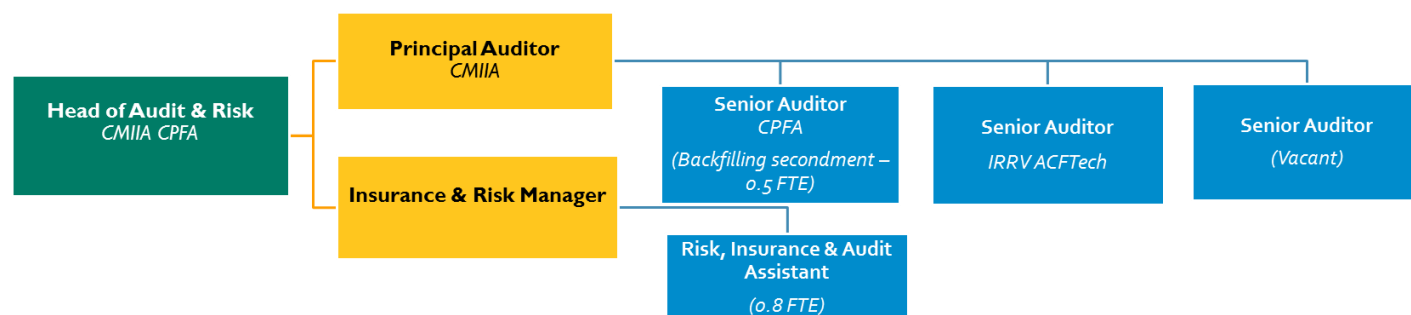 Head of Audit & Risk
CMIIA CPFA
Principal Auditor
CMIIA
Insurance & Risk Manager
Senior Auditor
CPFA
(Backfilling secondment –
0.5 FTE)
Senior Auditor
IRRV ACFTech
Senior Auditor
(Vacant)
Risk, Insurance & Audit
Assistant
(0.8 FTE)